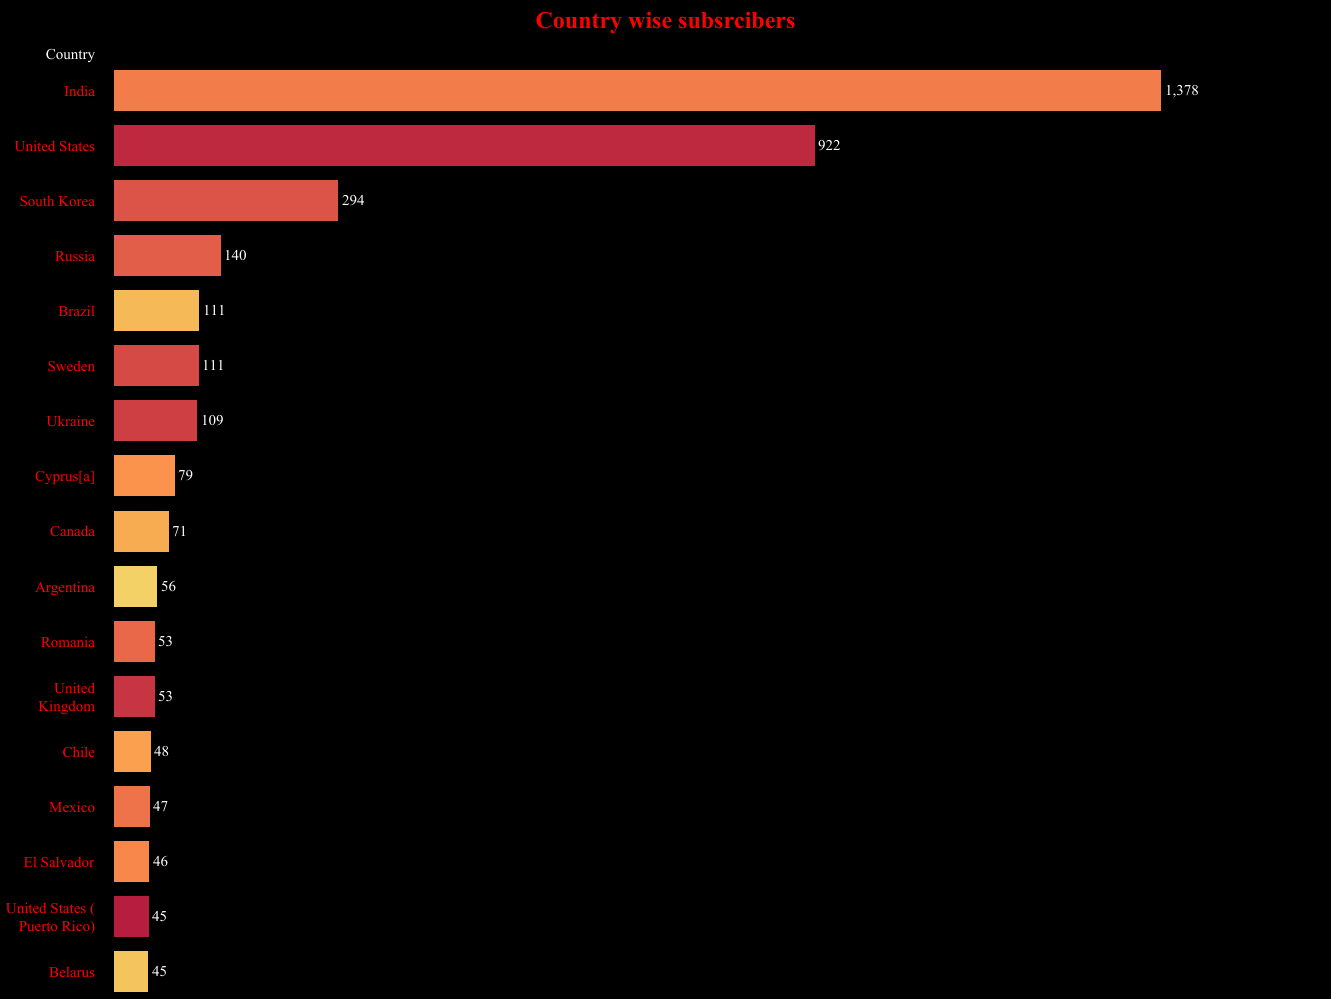 Country wise subsrcibers
Country
India 1,378
United States 922
South Korea 294
Russia 140
Brazil 111
Sweden 111
Ukraine 109
Cyprus[a] 79
Canada 71
Argentina 56
Romania 53
United
Kingdom 53
Chile 48
Mexico 47
El Salvador 46
United States (
Puerto Rico) 45
Belarus 45